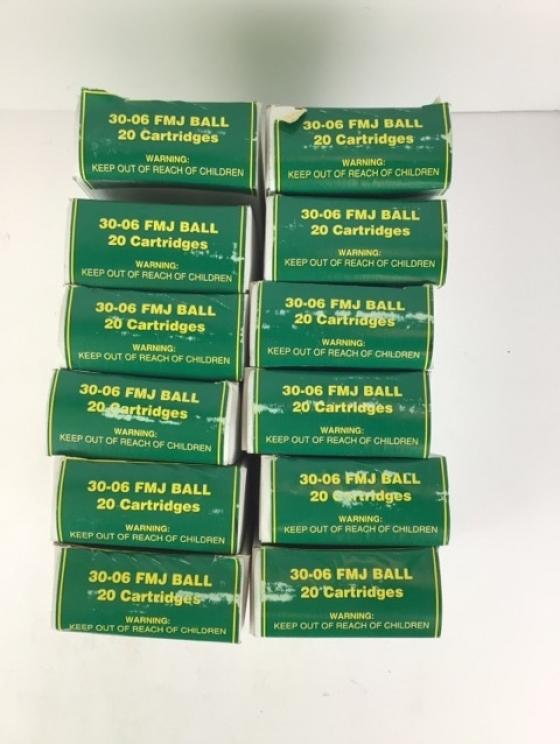 30-06 FMJ BALL
20 Cartridges
WARNING:
KEEP OUT OF REACH OF CHILDREN
30-06 FMJ BALL
20 Cartridges
WARNING:
KEEP OUT OF REACH OF CHILDREN
30-06 FMJ BALL
20 Cartridges
WARNING:
KEEP OUT OF REACH OF CHILDREN
30-06 FMJ BALL
20 Cartridges
WARNING:
KEEP OUT OF REACH OF CHILDREN
30-06 FMJ BALL
20 Cartridges
WARNING:
KEEP OUT OF REACH OF CHILDREN
30-06 FMJ BALL
20 Cartridges
WARNING:
KEEP OUT OF REACH OF CHILDREN
30-06 FMJ BALL
20 Cartridges
WARNING:
KEEP OUT OF REACH OF CHILDREN
30-06 FMJ BALL
20 Cartridges
WARNING:
KEEP OUT OF REACH OF CHILDREN
30-06 FMJ BALL
20 Cartridges
WARNING:
KEEP OUT OF REACH OF CHILDREN
30-06 FMJ BALL
20 Cartridges
WARNING:
KEEP OUT OF REACH OF CHILDREN
30-06 FMJ BALL
20 Cartridges
WARNING:
KEEP OUT OF REACH OF CHILDREN
30-06 FMJ BALL
20 Cartridges
WARNING:
KEEP OUT OF REACH OF CHILDREN